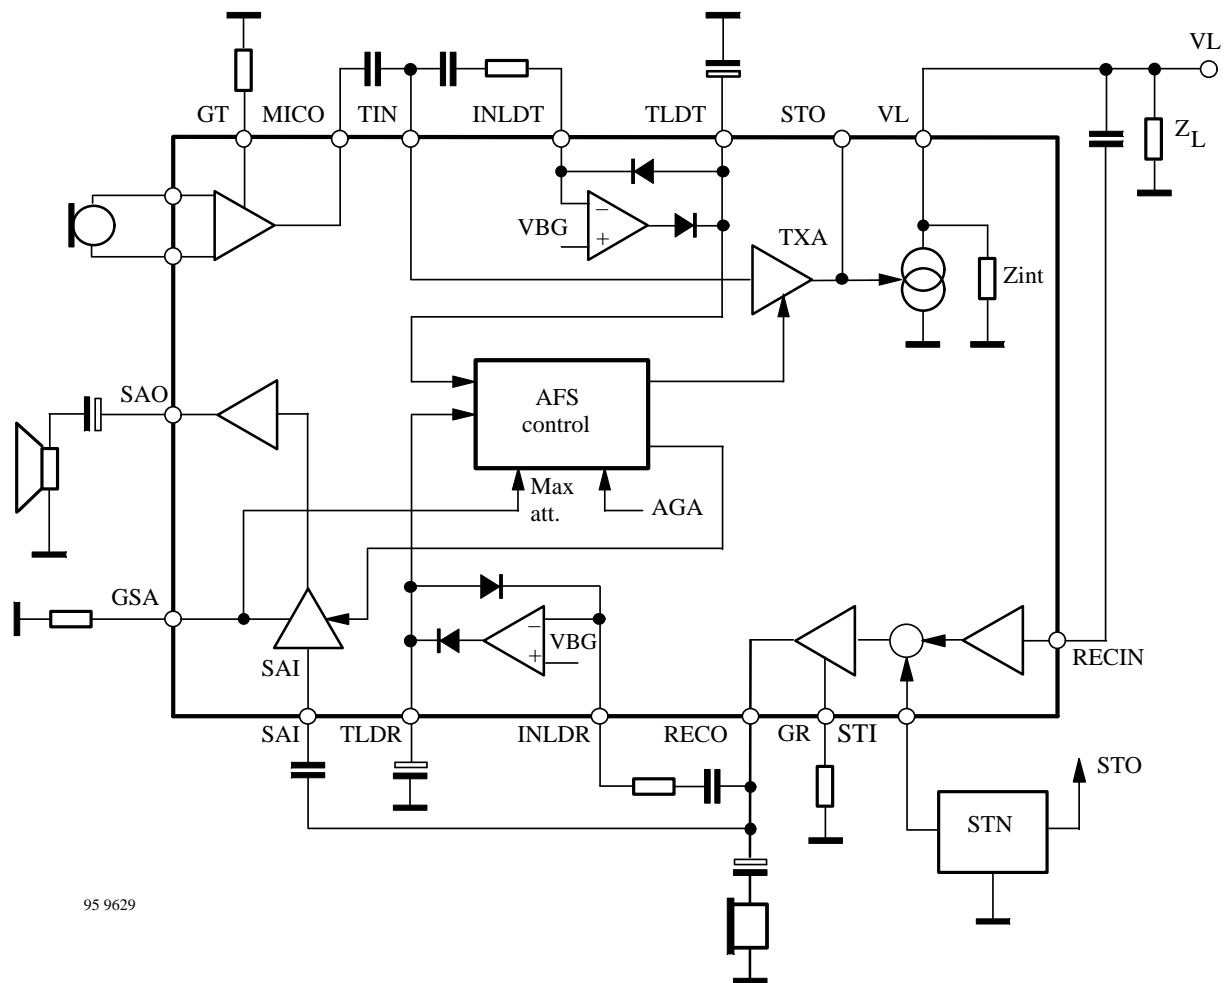 VL
GT MICO TIN INLDT TLDT STO VL
Z_L
−
VBG
+
TXA
Zint
SAO
AFS
control
Max
att.
AGA
GSA
−
VBG
+
SAI
RECIN
SAI TLDR INLDR RECO GR STI
STO
STN
95 9629